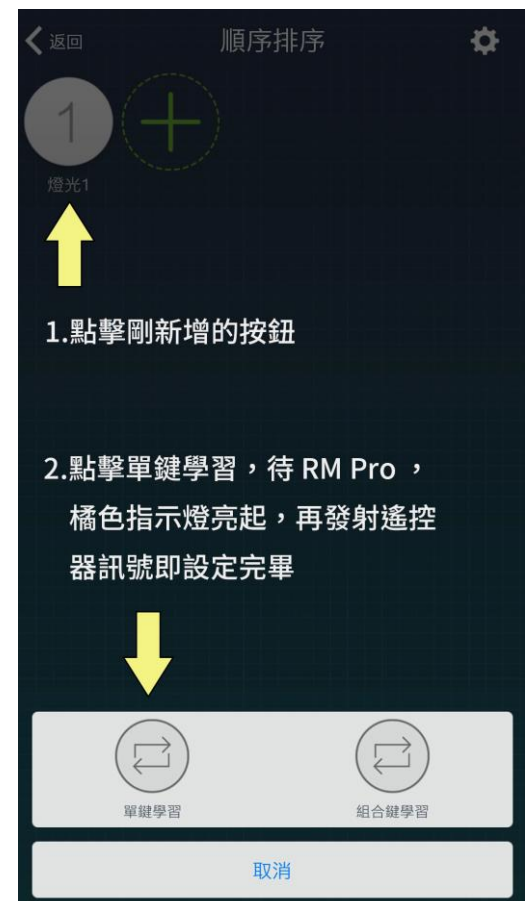 返回
順序排序
1
燈光1
1.點擊剛新增的按鈕
2.點擊單鍵學習，待 RM Pro ，
橘色指示燈亮起，再發射遙控
器訊號即設定完畢
單鍵學習
組合鍵學習
取消